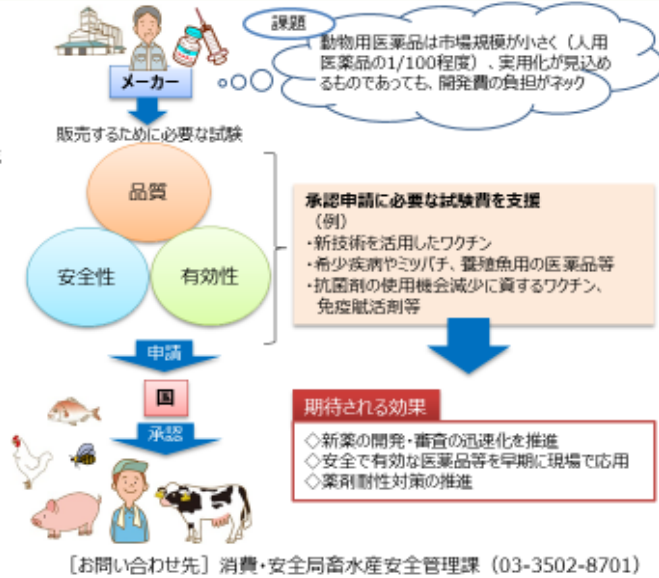 課題
動物用医薬品は市場規模が小さく（人用
医薬品の1/100程度）、実用化が見込め
るものであっても、開発費の負担がネック
メーカー
販売するために必要な試験
品質
安全性
有効性
承認申請に必要な試験費を支援
（例）
・新技術を活用したワクチン
・希少疾病やミツバチ、養殖魚用の医薬品等
・抗菌剤の使用機会減少に資するワクチン、
免疫賦活剤等
申請
国
承認
期待される効果
◇新薬の開発・審査の迅速化を推進
◇安全で有効な医薬品等を早期に現場で応用
◇薬剤耐性対策の推進
［お問い合わせ先］消費・安全局畜水産安全管理課（03-3502-8701）